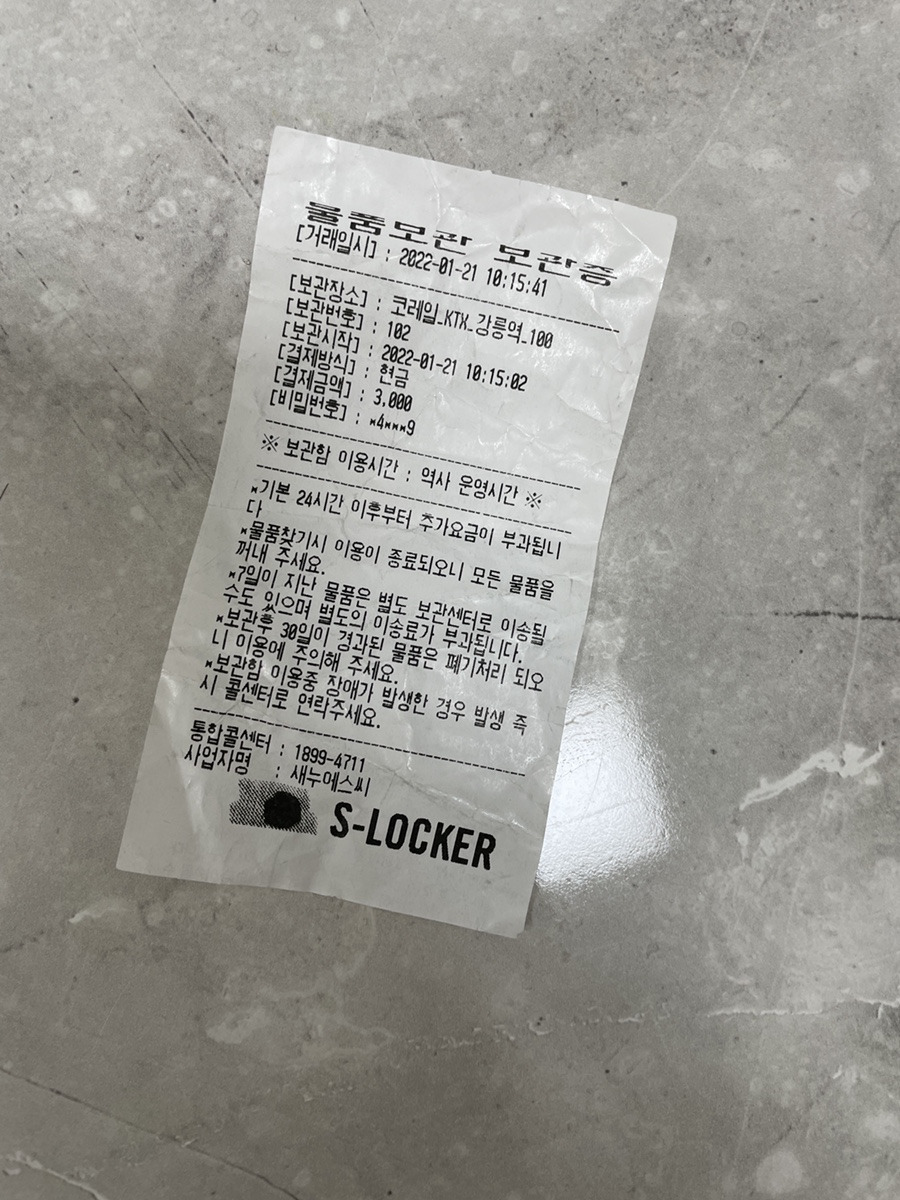 물품보관 보관증
[거래일시] : 2022-01-21 10:15:41
[보관장소] : 코레일_KTX_강릉역_100
[보관번호] : 102
[보관시작] : 2022-01-21 10:15:02
[결제방식] : 현금
[결제금액] : 3,000
[비밀번호] : *4***9
※ 보관함 이용시간 : 역사 운영시간 ※
*기본 24시간 이후부터 추가요금이 부과됩니
다
*물품찾기시 이용이 종료되오니 모든 물품을
꺼내 주세요.
*7일이 지난 물품은 별도 보관센터로 이송될
수도 있으며 별도의 이송료가 부과됩니다.
*보관후 30일이 경과된 물품은 폐기처리 되오
니 이용에 주의해 주세요.
*보관함 이용중 장애가 발생한 경우 발생 즉
시 콜센터로 연락주세요.
통합콜센터 : 1899-4711
사업자명 : 새누에스씨
S-LOCKER